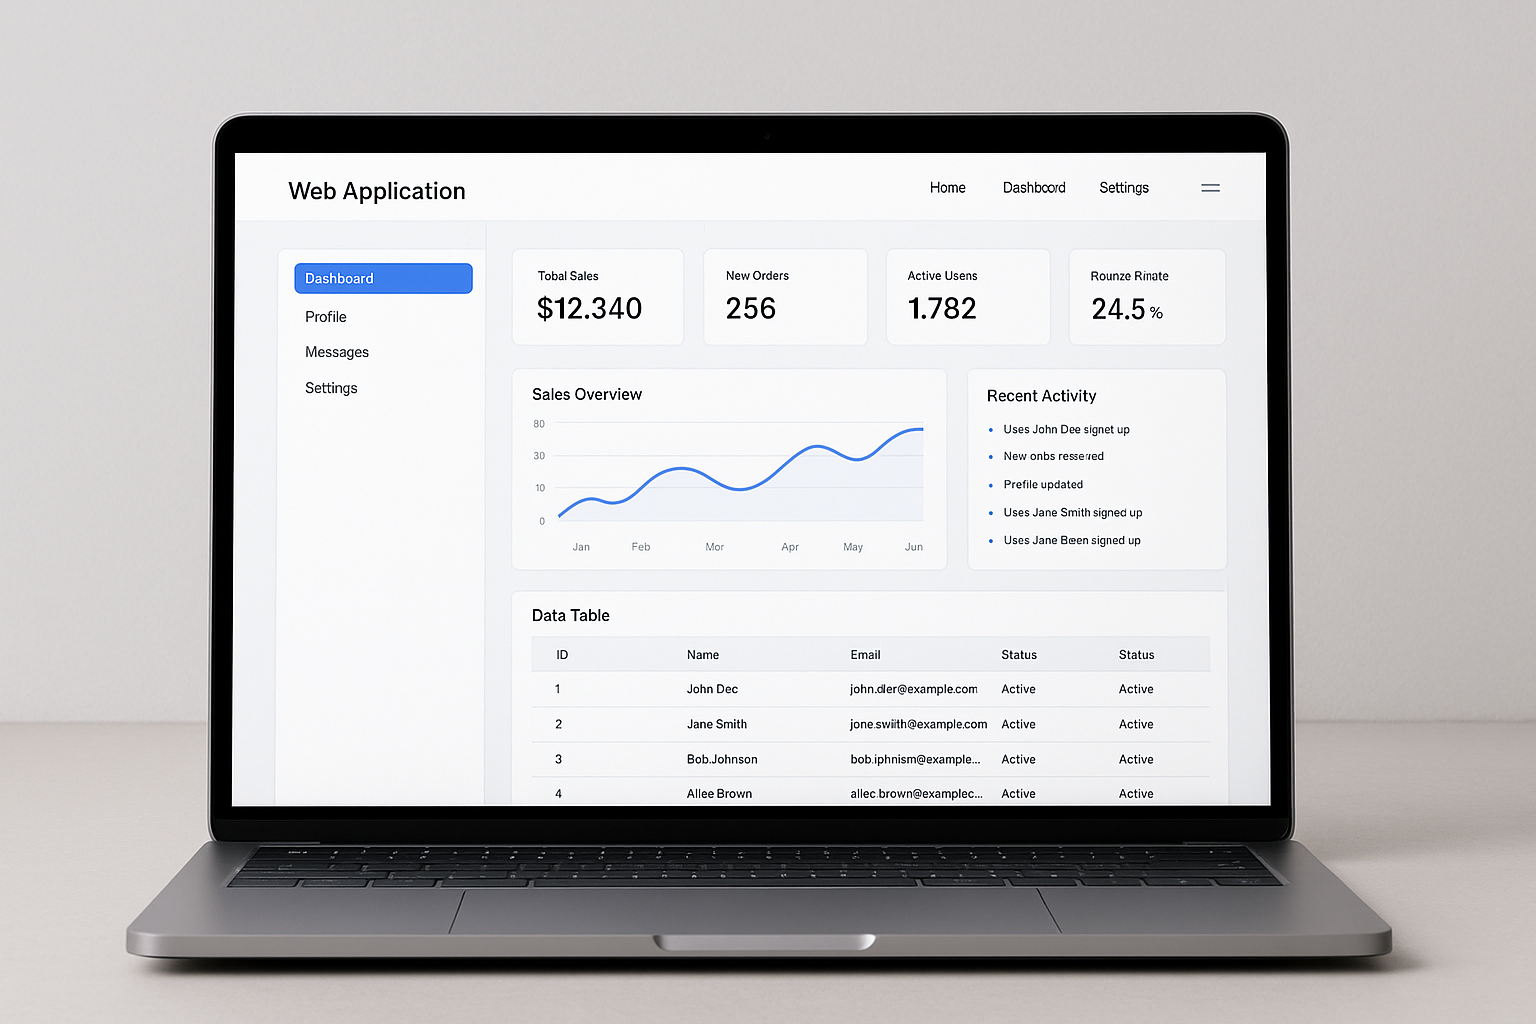 Web Application
Home Dashboord Settings
Dashboard
Profile
Messages
Settings
Tobal Sales
$12.340
New Orders
256
Active Usens
1.782
Rounze Rinate
24.5 %
Sales Overview
80
30
10
0
Jan Feb Mor Apr May Jun
Recent Activity
• Uses John Dee signet up
• New onbs resserved
• Prefile updated
• Uses Jane Smith signed up
• Uses Jane Been signed up
Data Table
ID Name Email Status Status
1 John Dec john.dler@example.com Active Active
2 Jane Smith jone.swiith@example.com Active Active
3 Bob.Johnson bob.iphnism@example... Active Active
4 Allee Brown allec.brown@examplec... Active Active